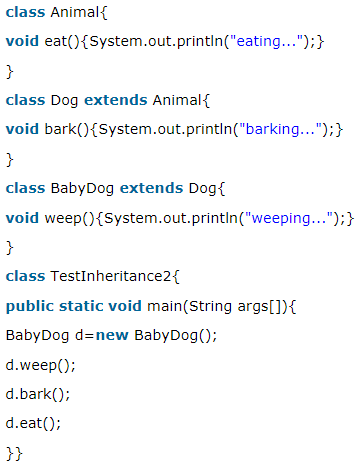 class Animal{
void eat(){System.out.println("eating...");}
}
class Dog extends Animal{
void bark(){System.out.println("barking...");}
}
class BabyDog extends Dog{
void weep(){System.out.println("weeping...");}
}
class TestInheritance2{
public static void main(String args[]){
BabyDog d=new BabyDog();
d.weep();
d.bark();
d.eat();
}}